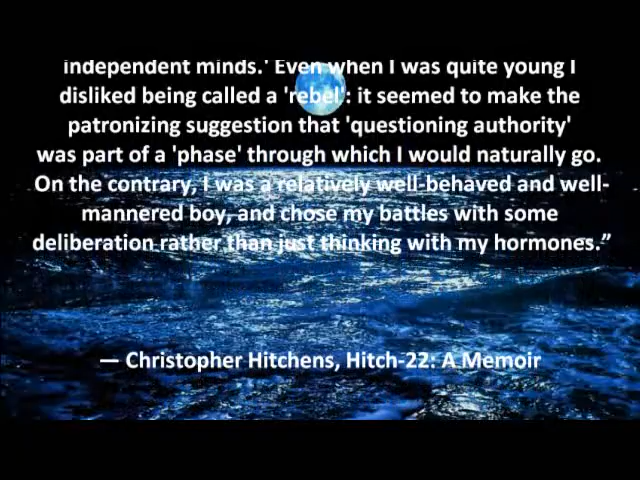 independent minds.' Even when I was quite young I
disliked being called a 'rebel': it seemed to make the
patronizing suggestion that 'questioning authority'
was part of a 'phase' through which I would naturally go.
On the contrary, I was a relatively well-behaved and well-
mannered boy, and chose my battles with some
deliberation rather than just thinking with my hormones.”
— Christopher Hitchens, Hitch-22: A Memoir